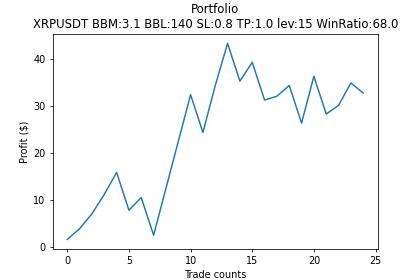 Portfolio
XRPUSDT BBM:3.1 BBL:140 SL:0.8 TP:1.0 lev:15 WinRatio:68.0
Profit ($)
40
30
20
10
0
0 5 10 15 20 25
Trade counts